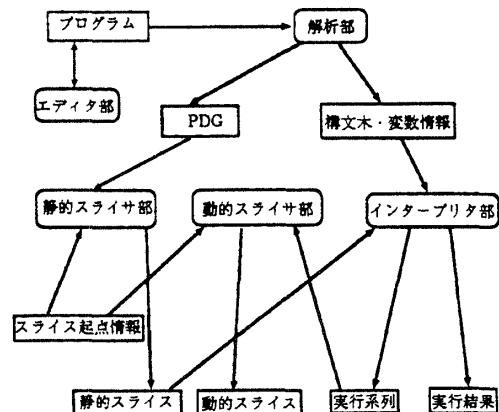 プログラム
解析部
エディタ部
PDG
構文木・変数情報
静的スライサ部
動的スライサ部
インタープリタ部
スライス起点情報
静的スライス
動的スライス
実行系列
実行結果